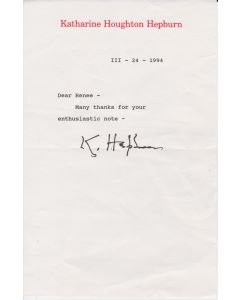 Katharine Houghton Hepburn
III - 24 - 1994
Dear Renee -
Many thanks for your
enthusiastic note -
K. Hepburn